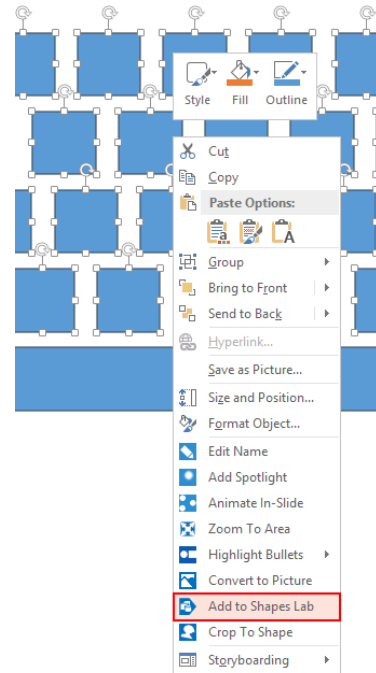 Style Fill Outline
Cut
Copy
Paste Options:
Group
Bring to Front
Send to Back
Hyperlink...
Save as Picture...
Size and Position...
Format Object...
Edit Name
Add Spotlight
Animate In-Slide
Zoom To Area
Highlight Bullets
Convert to Picture
Add to Shapes Lab
Crop To Shape
Storyboarding